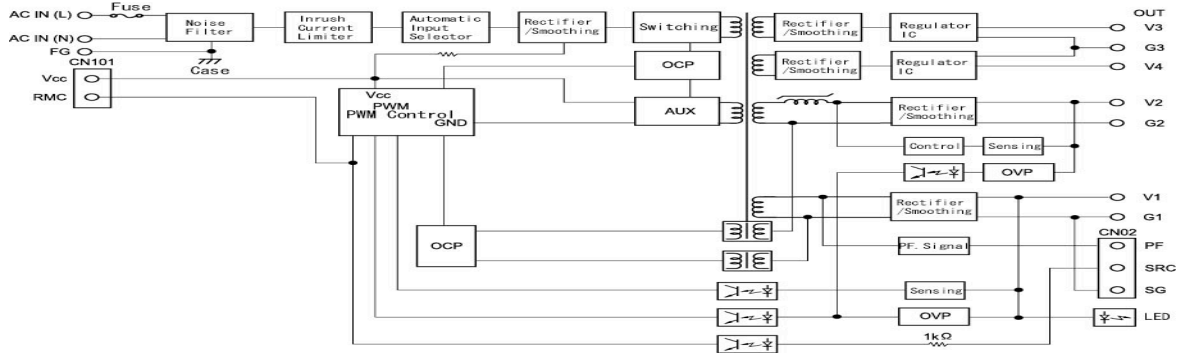 AC IN (L)
Fuse
AC IN (N)
FG
CN101
Vcc
RMC
Noise
Filter
Case
Inrush
Current
Limiter
Automatic
Input
Selector
Rectifier
/Smoothing
Switching
OCP
AUX
Vcc
PWM
PWM Control
GND
OCP
Rectifier
/Smoothing
Regulator
IC
Rectifier
/Smoothing
Regulator
IC
Rectifier
/Smoothing
Control
Sensing
OVP
Rectifier
/Smoothing
PF. Signal
Sensing
OVP
1kΩ
OUT
V3
G3
V4
V2
G2
V1
G1
CN02
PF
SRC
SG
LED